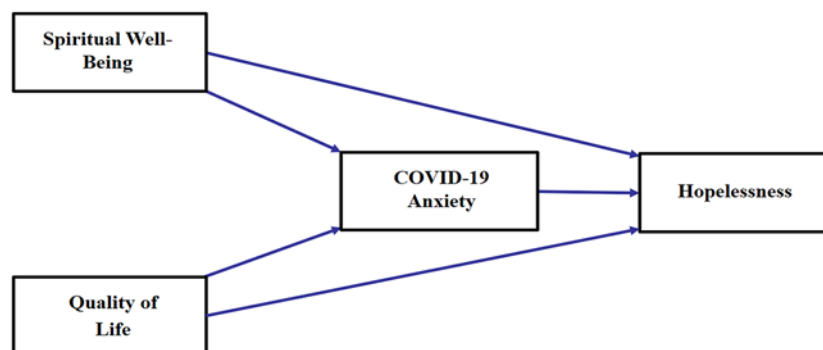 Spiritual Well-
Being
COVID-19
Anxiety
Hopelessness
Quality of
Life